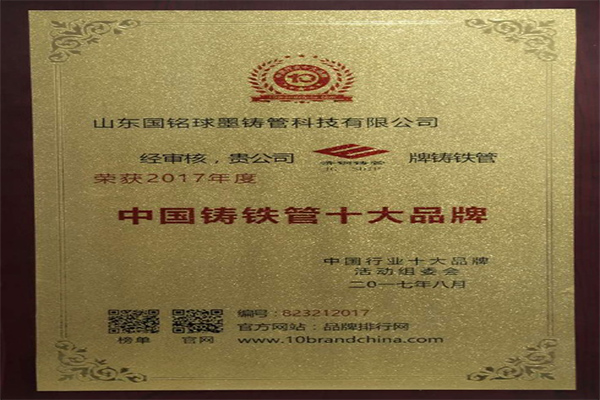 10
山东国铭球墨铸管科技有限公司
经审核，贵公司 牌铸铁管
荣获2017年度
中国铸铁管十大品牌
中国行业十大品牌
活动组委会
二〇一七年八月
编号：823212017
官方网站：品牌排行网
榜单 官网 www.10brandchina.com